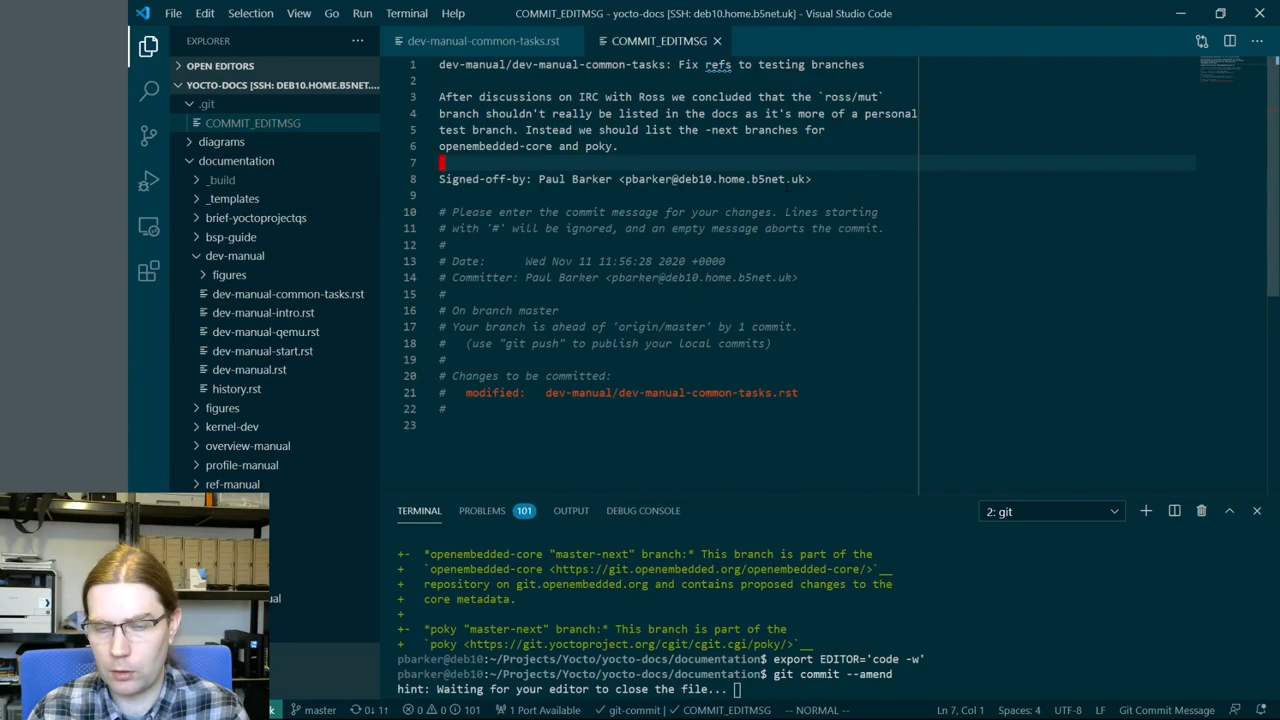 File Edit Selection View Go Run Terminal Help
COMMIT_EDITMSG - yocto-docs [SSH: deb10.home.b5net.uk] - Visual Studio Code
EXPLORER
OPEN EDITORS
YOCTO-DOCS [SSH: DEB10.HOME.B5NET....
.git
COMMIT_EDITMSG
diagrams
documentation
_build
_templates
brief-yoctoprojectqs
bsp-guide
dev-manual
figures
dev-manual-common-tasks.rst
dev-manual-intro.rst
dev-manual-qemu.rst
dev-manual-start.rst
dev-manual.rst
history.rst
figures
kernel-dev
overview-manual
profile-manual
ref-manual
dev-manual-common-tasks.rst
COMMIT_EDITMSG
1 dev-manual/dev-manual-common-tasks: Fix refs to testing branches
2
3 After discussions on IRC with Ross we concluded that the `ross/mut`
4 branch shouldn't really be listed in the docs as it's more of a personal
5 test branch. Instead we should list the -next branches for
6 openembedded-core and poky.
7
8 Signed-off-by: Paul Barker <pbarker@deb10.home.b5net.uk>
9
10 # Please enter the commit message for your changes. Lines starting
11 # with '#' will be ignored, and an empty message aborts the commit.
12 #
13 # Date: Wed Nov 11 11:56:28 2020 +0000
14 # Committer: Paul Barker <pbarker@deb10.home.b5net.uk>
15 #
16 # On branch master
17 # Your branch is ahead of 'origin/master' by 1 commit.
18 # (use "git push" to publish your local commits)
19 #
20 # Changes to be committed:
21 # modified: dev-manual/dev-manual-common-tasks.rst
22 #
23
TERMINAL PROBLEMS 101 OUTPUT DEBUG CONSOLE
2: git
+- *openembedded-core "master-next" branch:* This branch is part of the
+ `openembedded-core <https://git.openembedded.org/openembedded-core/>`__
+ repository on git.openembedded.org and contains proposed changes to the
+ core metadata.
+
+- *poky "master-next" branch:* This branch is part of the
+ `poky <https://git.yoctoproject.org/cgit/cgit.cgi/poky/>`__
pbarker@deb10:~/Projects/Yocto/yocto-docs/documentation$ export EDITOR='code -w'
pbarker@deb10:~/Projects/Yocto/yocto-docs/documentation$ git commit --amend
hint: Waiting for your editor to close the file...
master 0↓ 11↑ 0 0 101 1 Port Available git-commit | COMMIT_EDITMSG -- NORMAL -- Ln 7, Col 1 Spaces: 4 UTF-8 LF Git Commit Message